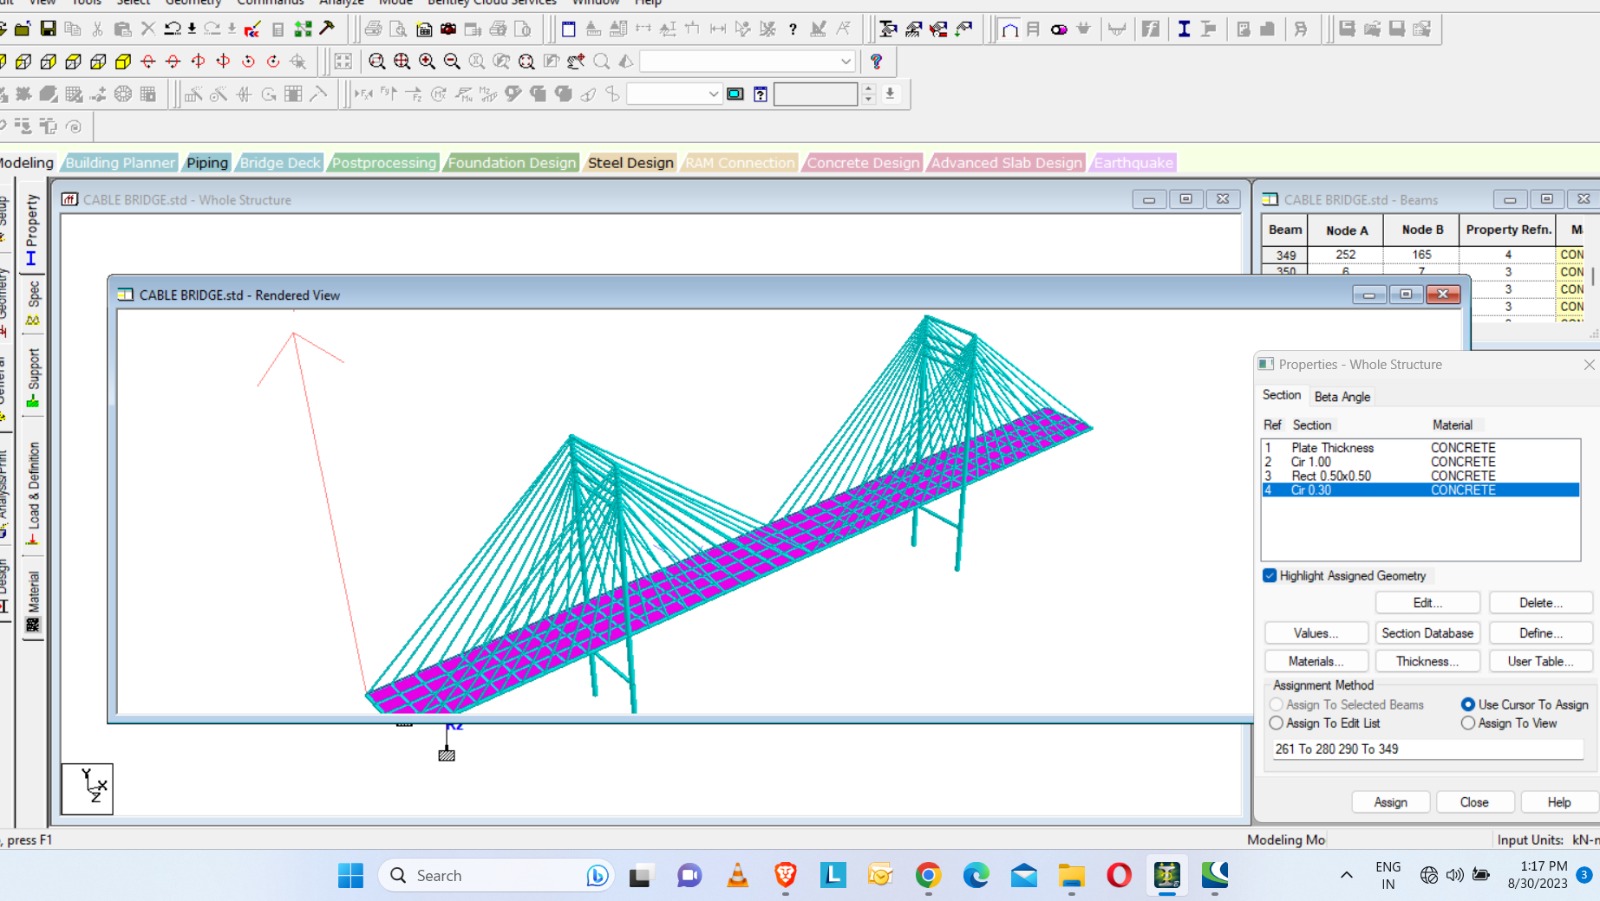 View Tools Select Geometry Commands Analyze Mode Bentley Cloud Services Window Help
Modeling Building Planner Piping Bridge Deck Postprocessing Foundation Design Steel Design RAM Connection Concrete Design Advanced Slab Design Earthquake
Setup
Geometry
General
Analysis/Print
Design
Property
Spec
Support
Load & Definition
Material
CABLE BRIDGE.std - Whole Structure
CABLE BRIDGE.std - Beams
Beam Node A Node B Property Refn. M
349 252 165 4 CON
350 6 7 3 CON
3 CON
3 CON
CABLE BRIDGE.std - Rendered View
Y X Z
Properties - Whole Structure
Section Beta Angle
Ref Section Material
1 Plate Thickness CONCRETE
2 Cir 1.00 CONCRETE
3 Rect 0.50x0.50 CONCRETE
4 Cir 0.30 CONCRETE
Highlight Assigned Geometry
Edit... Delete...
Values... Section Database Define...
Materials... Thickness... User Table...
Assignment Method
Assign To Selected Beams Use Cursor To Assign
Assign To Edit List Assign To View
261 To 280 290 To 349
Assign Close Help
, press F1
Modeling Mo
Input Units: kN-m
Search
ENG
IN
1:17 PM
8/30/2023
3